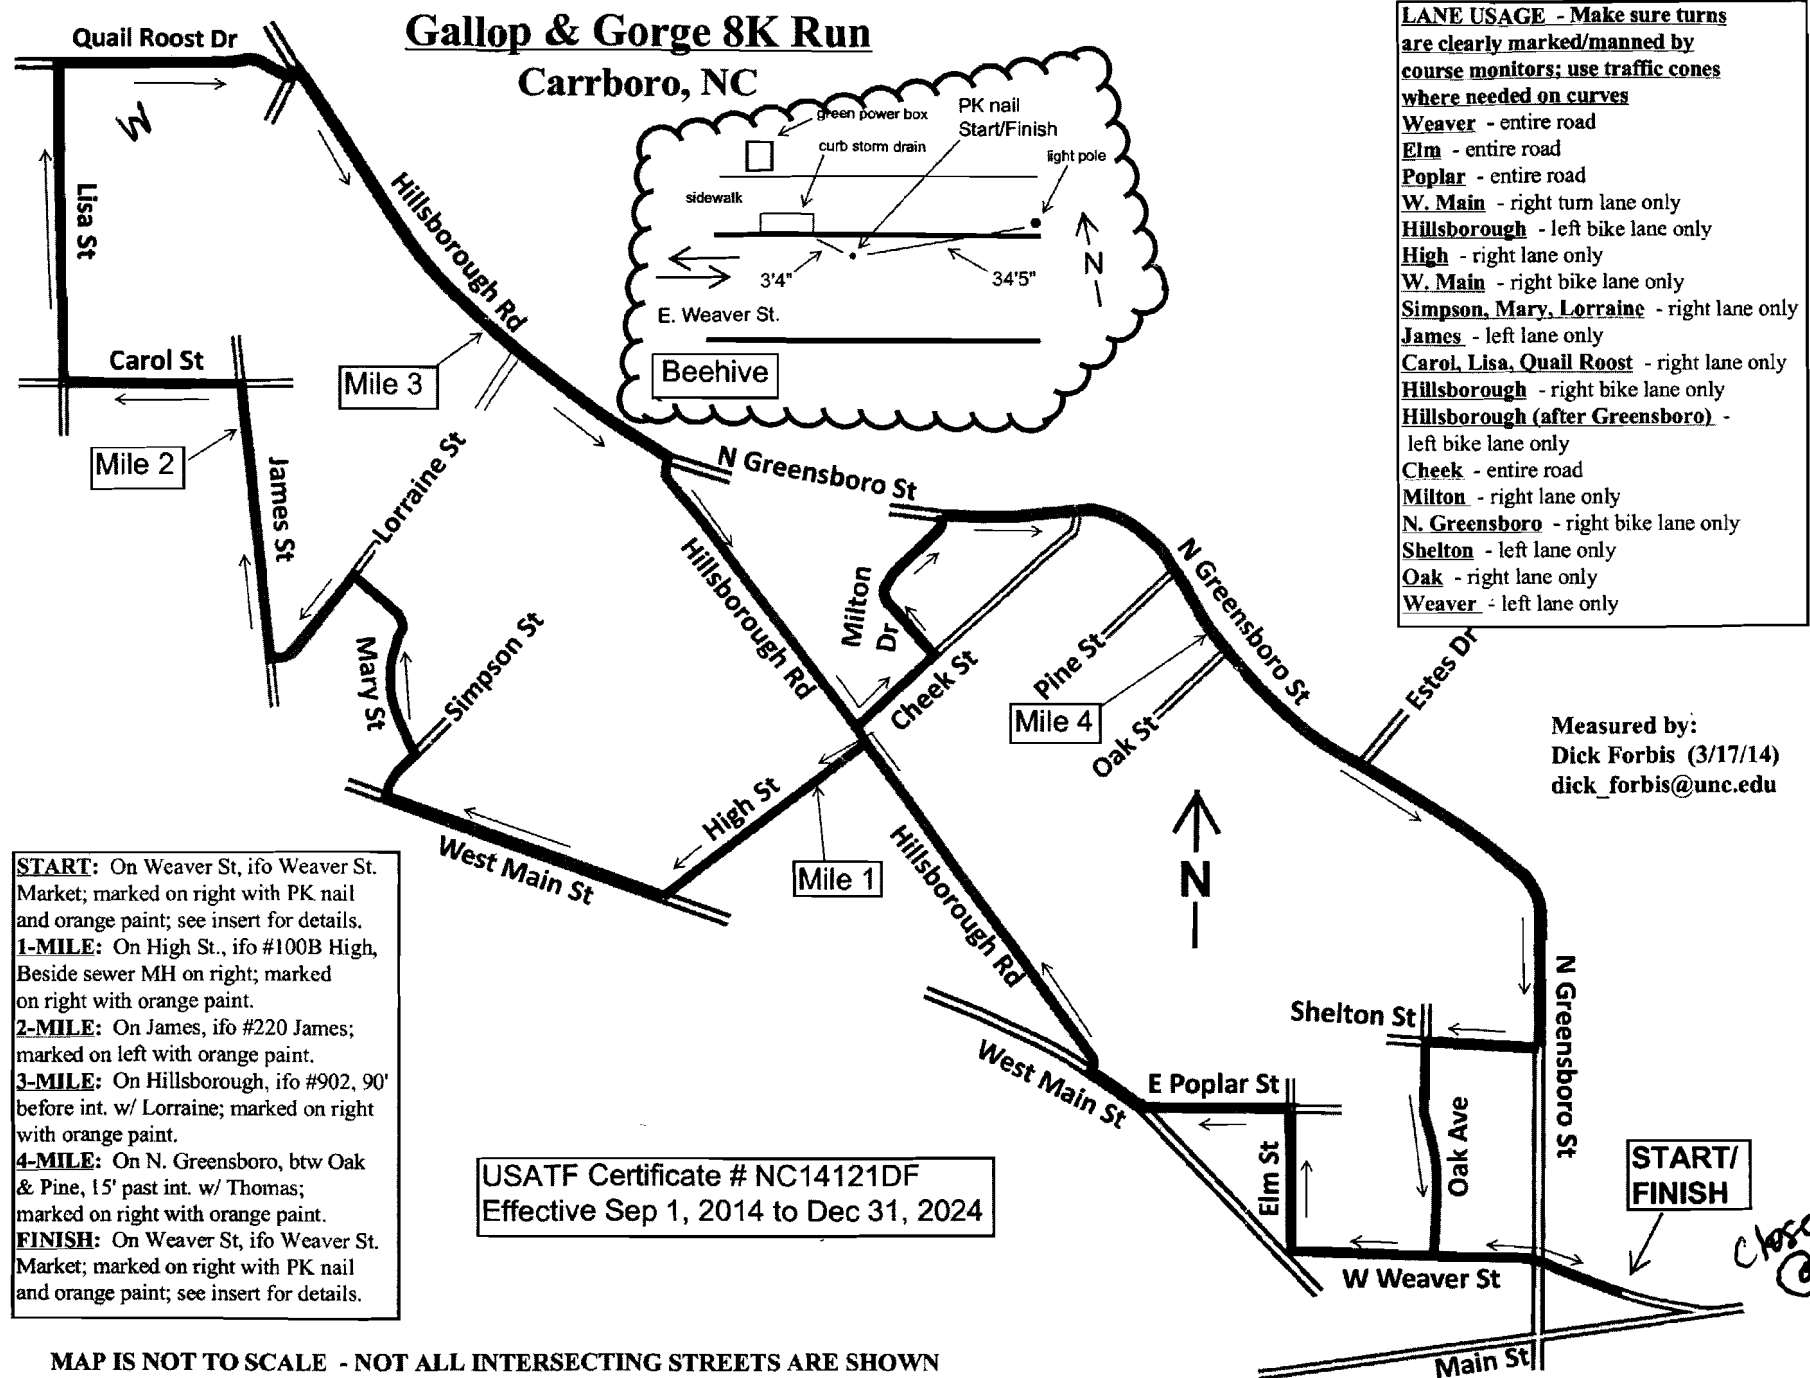 Gallop & Gorge 8K Run
Carrboro, NC
Quail Roost Dr
Lisa St
Hillsborough Rd
green power box
PK nail
Start/Finish
curb storm drain
light pole
sidewalk
3'4"
34'5"
N
E. Weaver St.
Beehive
LANE USAGE - Make sure turns
are clearly marked/manned by
course monitors; use traffic cones
where needed on curves
Weaver - entire road
Elm - entire road
Poplar - entire road
W. Main - right turn lane only
Hillsborough - left bike lane only
High - right lane only
W. Main - right bike lane only
Simpson, Mary, Lorraine - right lane only
James - left lane only
Carol, Lisa, Quail Roost - right lane only
Hillsborough - right bike lane only
Hillsborough (after Greensboro) -
left bike lane only
Cheek - entire road
Milton - right lane only
N. Greensboro - right bike lane only
Shelton - left lane only
Oak - right lane only
Weaver - left lane only
Carol St
Mile 3
Mile 2
James St
Lorraine St
N Greensboro St
Hillsborough Rd
Milton
Dr
Cheek St
N Greensboro St
Pine St
Mile 4
Oak St
Estes Dr
Mary St
Simpson St
High St
West Main St
Mile 1
Hillsborough Rd
N
Measured by:
Dick Forbis (3/17/14)
dick_forbis@unc.edu
START: On Weaver St, ifo Weaver St.
Market; marked on right with PK nail
and orange paint; see insert for details.
1-MILE: On High St., ifo #100B High,
Beside sewer MH on right; marked
on right with orange paint.
2-MILE: On James, ifo #220 James;
marked on left with orange paint.
3-MILE: On Hillsborough, ifo #902, 90'
before int. w/ Lorraine; marked on right
with orange paint.
4-MILE: On N. Greensboro, btw Oak
& Pine, 15' past int. w/ Thomas;
marked on right with orange paint.
FINISH: On Weaver St, ifo Weaver St.
Market; marked on right with PK nail
and orange paint; see insert for details.
Shelton St
N Greensboro St
West Main St
E Poplar St
Elm St
Oak Ave
START/
FINISH
W Weaver St
Main St
USATF Certificate # NC14121DF
Effective Sep 1, 2014 to Dec 31, 2024
MAP IS NOT TO SCALE - NOT ALL INTERSECTING STREETS ARE SHOWN